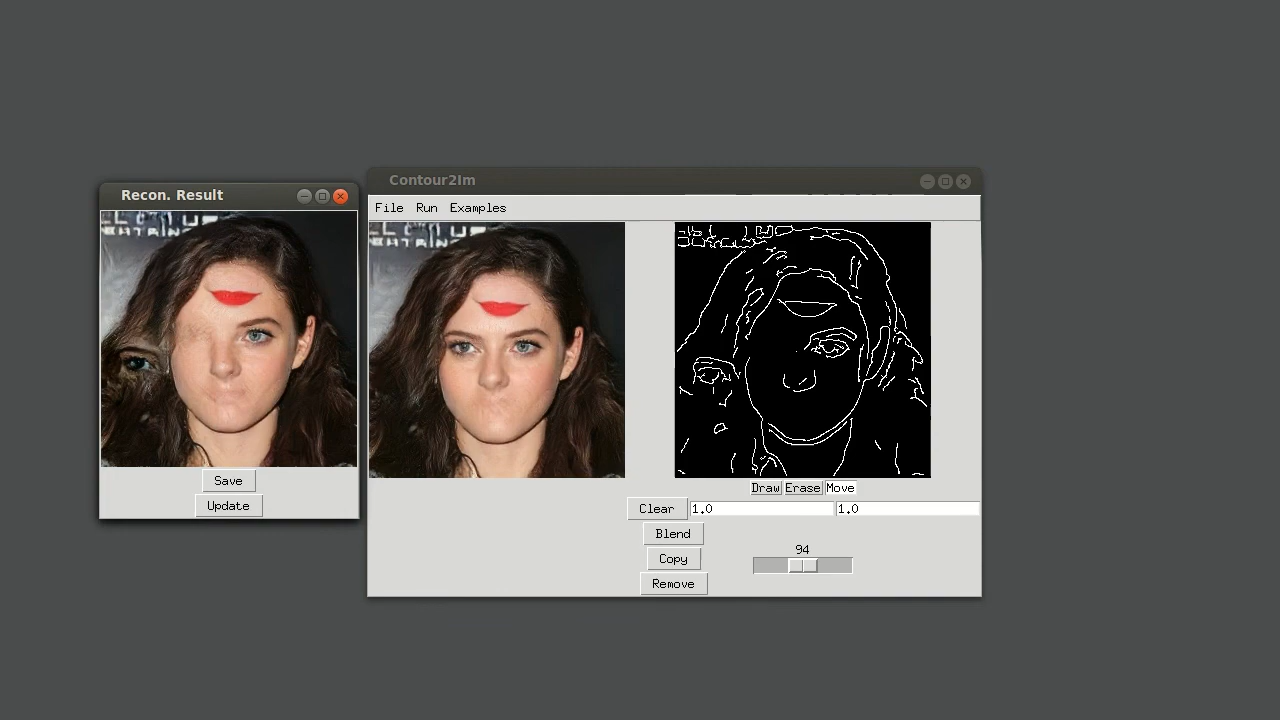 Recon. Result
Save
Update
Contour2Im
File Run Examples
Draw Erase Move
Clear 1.0 1.0
Blend
94
Copy
Remove